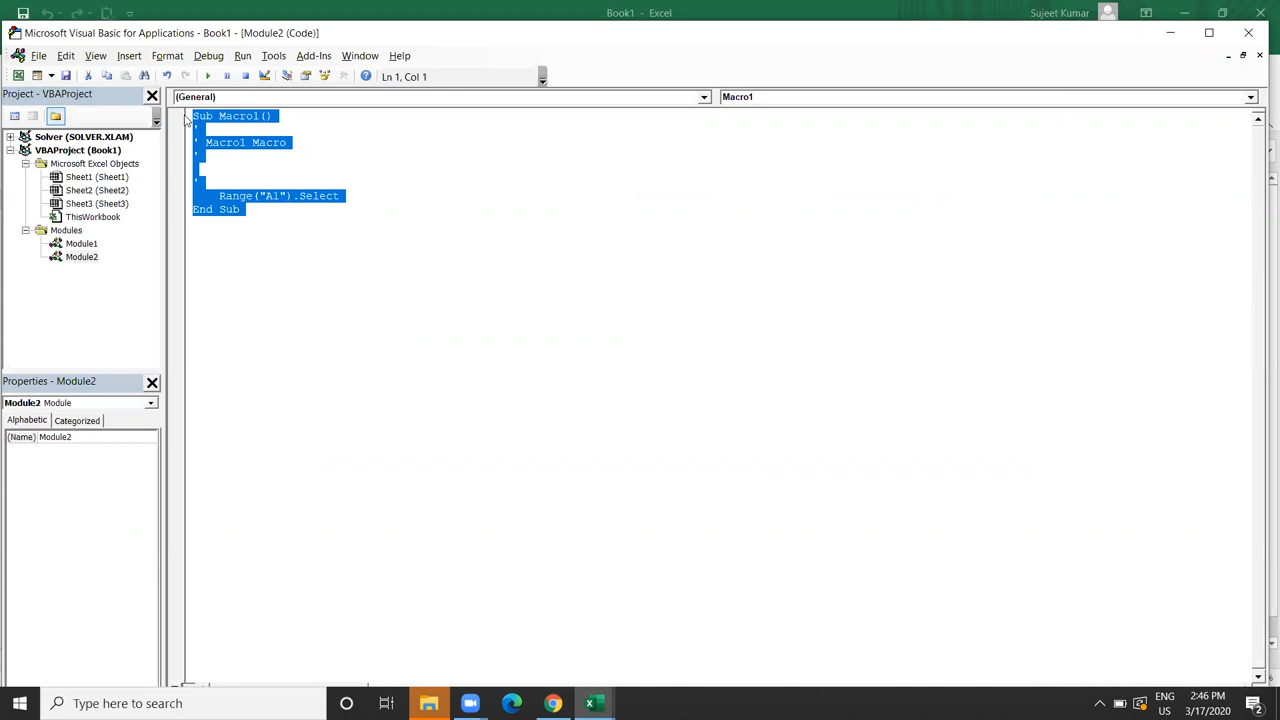 Book1 - Excel
Sujeet Kumar
Microsoft Visual Basic for Applications - Book1 - [Module2 (Code)]
File Edit View Insert Format Debug Run Tools Add-Ins Window Help
Ln 1, Col 1
Project - VBAProject
(General)
Macro1
Solver (SOLVER.XLAM)
VBAProject (Book1)
Microsoft Excel Objects
Sheet1 (Sheet1)
Sheet2 (Sheet2)
Sheet3 (Sheet3)
ThisWorkbook
Modules
Module1
Module2
Sub Macro1()
'
' Macro1 Macro
'
'
Range("A1").Select
End Sub
Properties - Module2
Module2 Module
Alphabetic Categorized
(Name) Module2
Type here to search
ENG
US
2:46 PM
3/17/2020
2